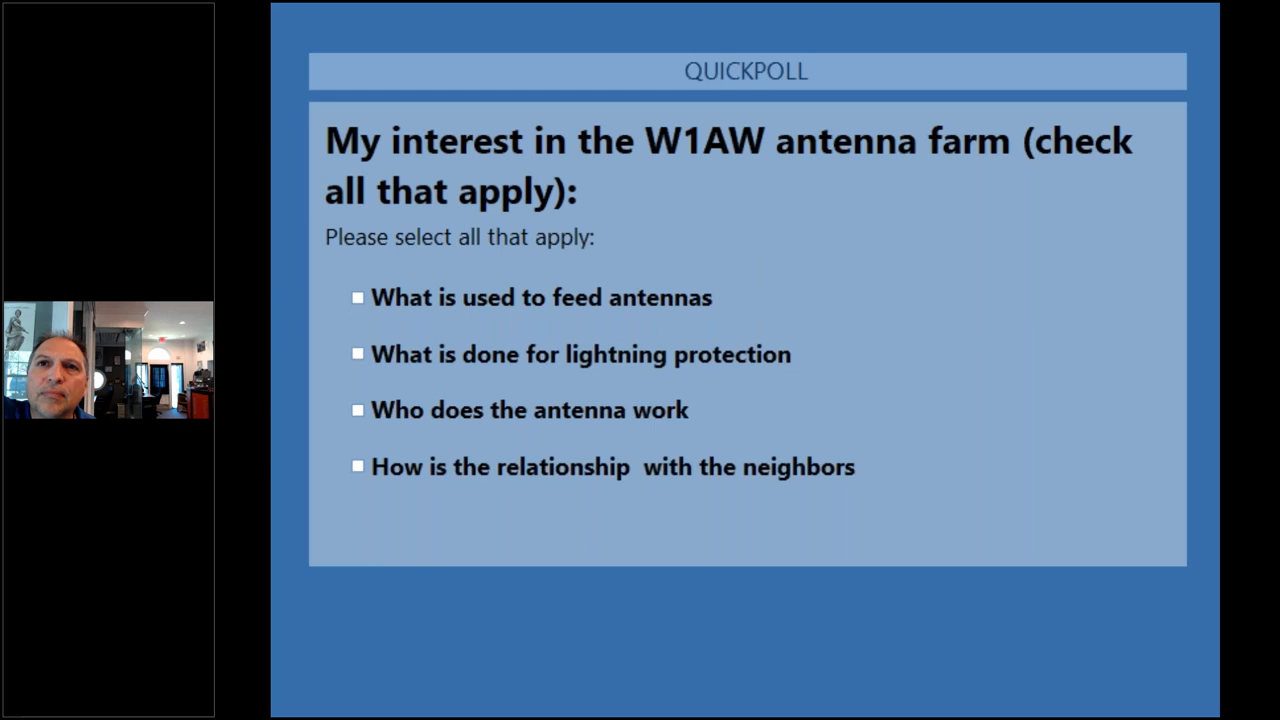 QUICKPOLL
My interest in the W1AW antenna farm (check
all that apply):
Please select all that apply:
What is used to feed antennas
What is done for lightning protection
Who does the antenna work
How is the relationship  with the neighbors